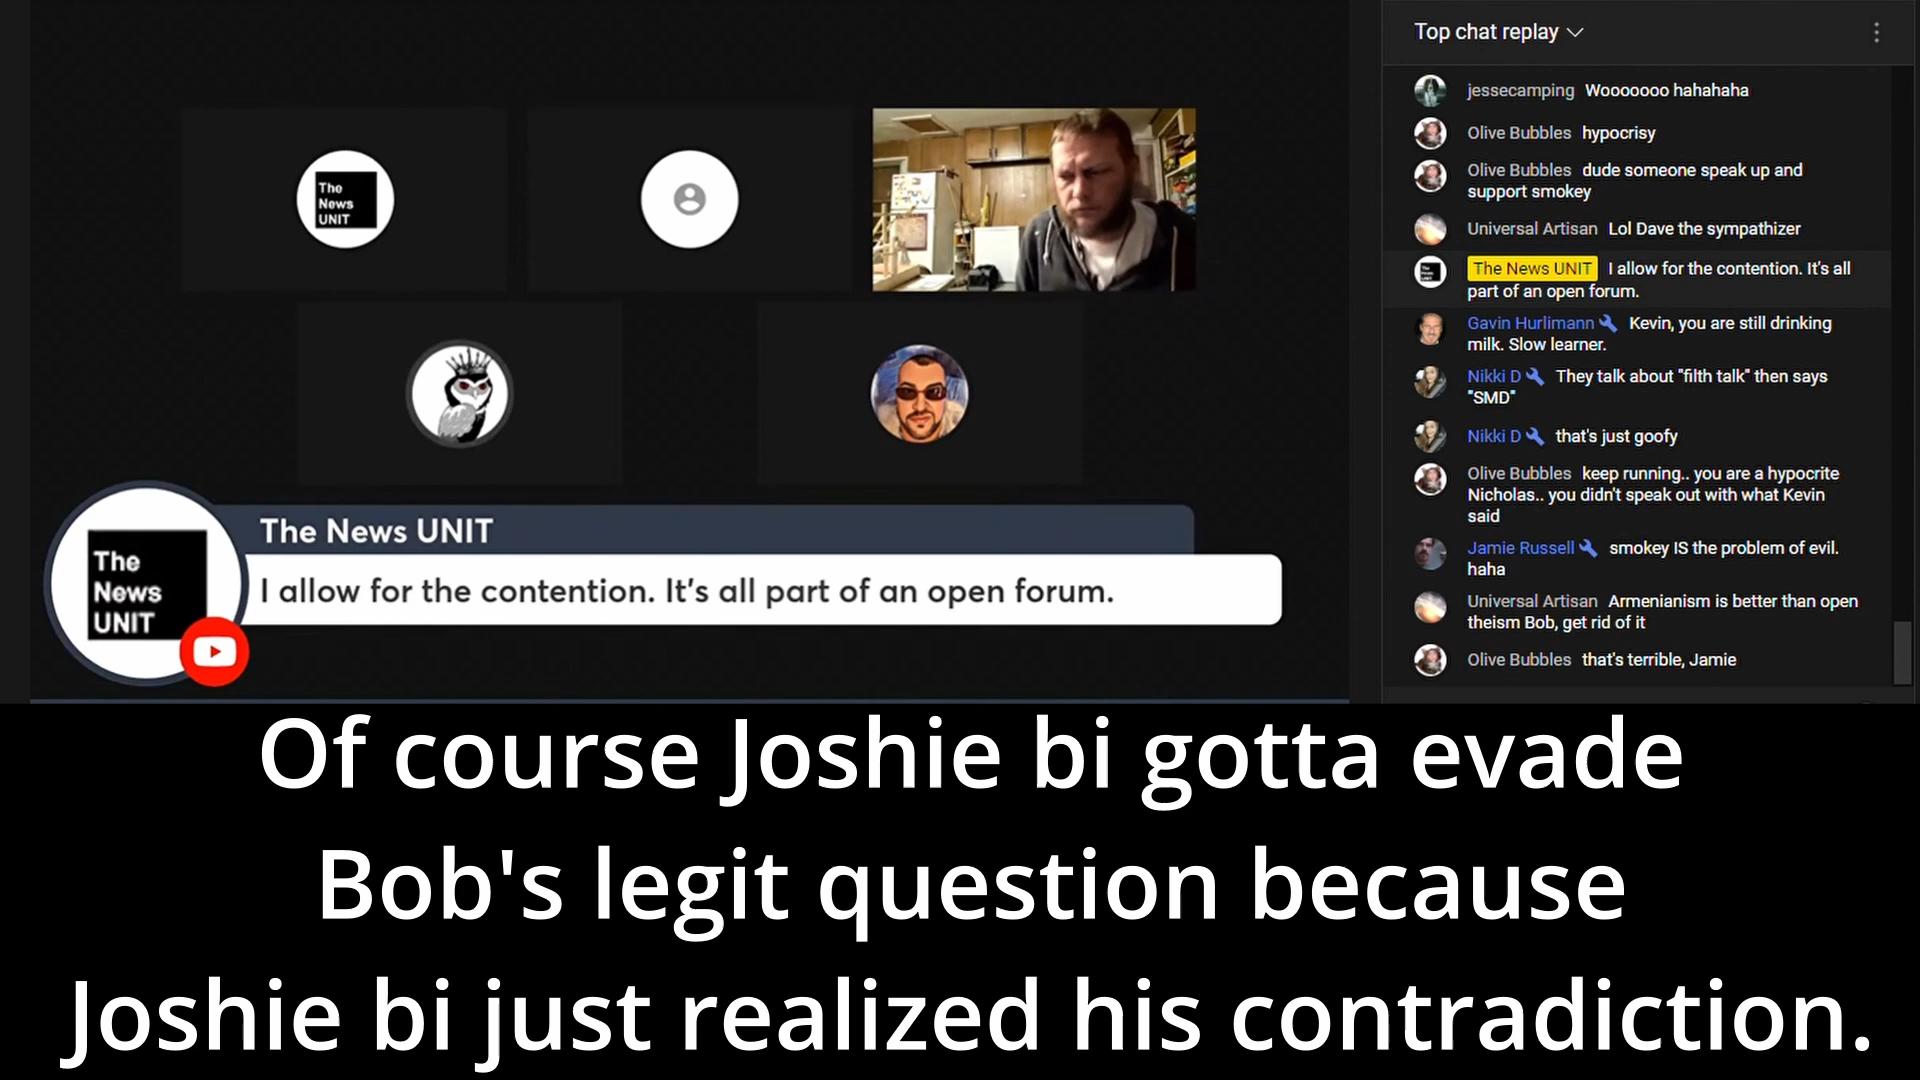 The
News
UNIT
The News UNIT
The
News
UNIT
I allow for the contention. It's all part of an open forum.
Top chat replay
jessecamping Wooooooo hahahaha
Olive Bubbles hypocrisy
Olive Bubbles dude someone speak up and
support smokey
Universal Artisan Lol Dave the sympathizer
The News UNIT I allow for the contention. It's all
part of an open forum.
Gavin Hurlimann Kevin, you are still drinking
milk. Slow learner.
Nikki D They talk about "filth talk" then says
"SMD"
Nikki D that's just goofy
Olive Bubbles keep running.. you are a hypocrite
Nicholas.. you didn't speak out with what Kevin
said
Jamie Russell smokey IS the problem of evil.
haha
Universal Artisan Armenianism is better than open
theism Bob, get rid of it
Olive Bubbles that's terrible, Jamie
Of course Joshie bi gotta evade
Bob's legit question because
Joshie bi just realized his contradiction.